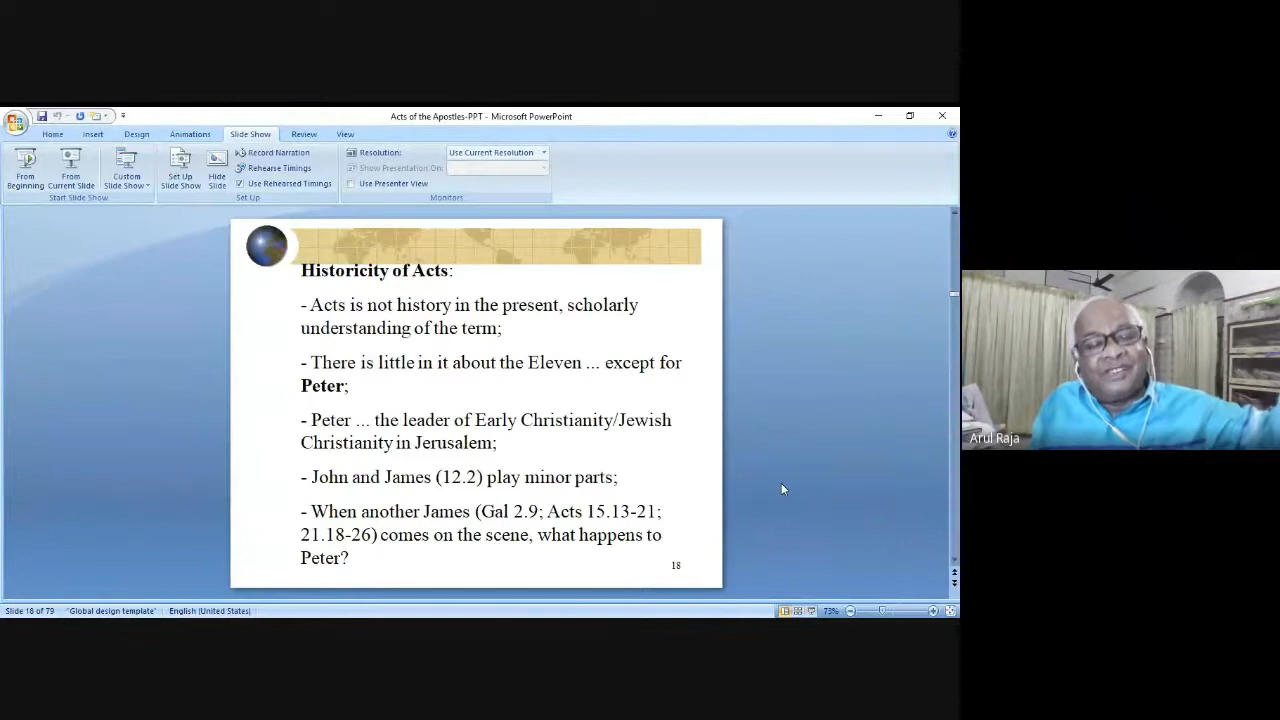 Acts of the Apostles-PPT - Microsoft PowerPoint
Home Insert Design Animations Slide Show Review View
Record Narration
Rehearse Timings
Use Rehearsed Timings
From Beginning
From Current Slide
Custom Slide Show
Set Up Slide Show
Hide Slide
Resolution: Use Current Resolution
Show Presentation On:
Use Presenter View
Start Slide Show Set Up Monitors
Historicity of Acts:
- Acts is not history in the present, scholarly
understanding of the term;
- There is little in it about the Eleven ... except for
Peter;
- Peter ... the leader of Early Christianity/Jewish
Christianity in Jerusalem;
- John and James (12.2) play minor parts;
- When another James (Gal 2.9; Acts 15.13-21;
21.18-26) comes on the scene, what happens to
Peter?
18
Arul Raja
Slide 18 of 79 "Global design template" English (United States) 73%